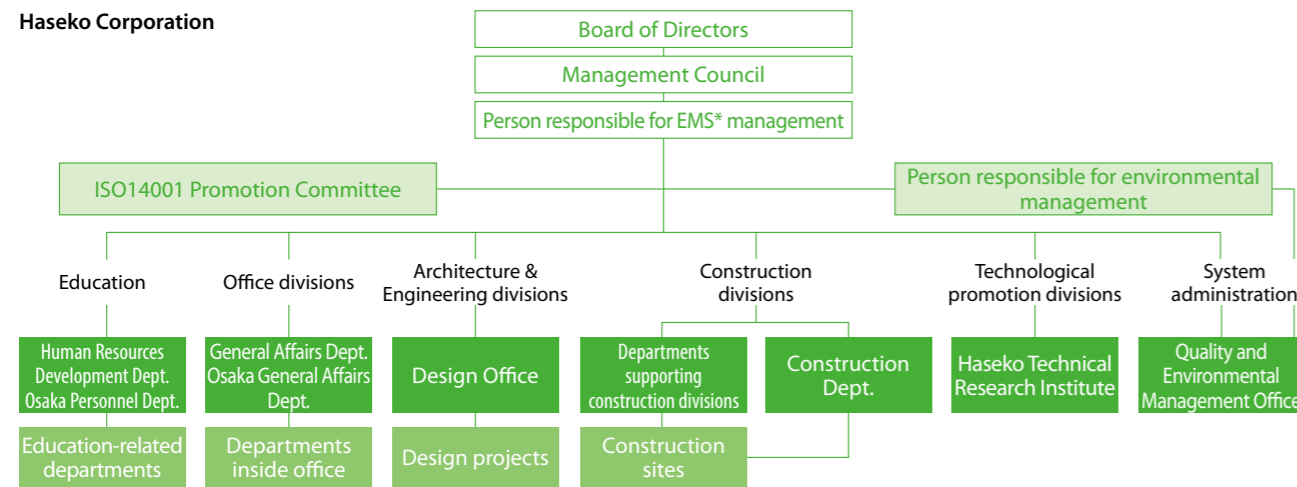 Haseko Corporation
Board of Directors
Management Council
Person responsible for EMS* management
ISO14001 Promotion Committee
Person responsible for environmental
management
Education
Office divisions
Architecture &
Engineering divisions
Construction
divisions
Technological
promotion divisions
System
administration
Human Resources
Development Dept.
Osaka Personnel Dept.
General Affairs Dept.
Osaka General Affairs
Dept.
Design Office
Departments
supporting
construction divisions
Construction
Dept.
Haseko Technical
Research Institute
Quality and
Environmental
Management Office
Education-related
departments
Departments
inside office
Design projects
Construction
sites